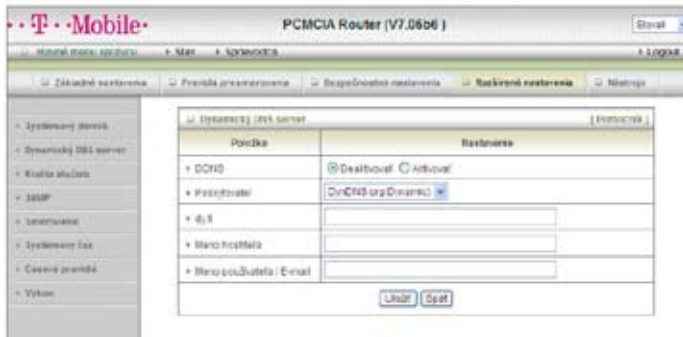 T · · Mobile ·
PCMCIA Router (V7.06b6 )
Slovak
Hlavné menu správcu
Stav
Sprievodca
Logout
Základné nastavenia
Pravidlá presmerovania
Bezpečnostné nastavenia
Rozšírené nastavenia
Nástroje
Systémový denník
Dynamický DNS server
Kvalita služieb
SNMP
Smerovanie
Systémový čas
Časové pravidlá
Výkon
Dynamický DNS server
[ Pomocník ]
Položka
Nastavenie
DDNS
Deaktivovať
Aktivovať
Poskytovateľ
DynDNS.org(Dynamic)
Meno hostiteľa
Meno používateľa / E-mail
Uložiť
Späť